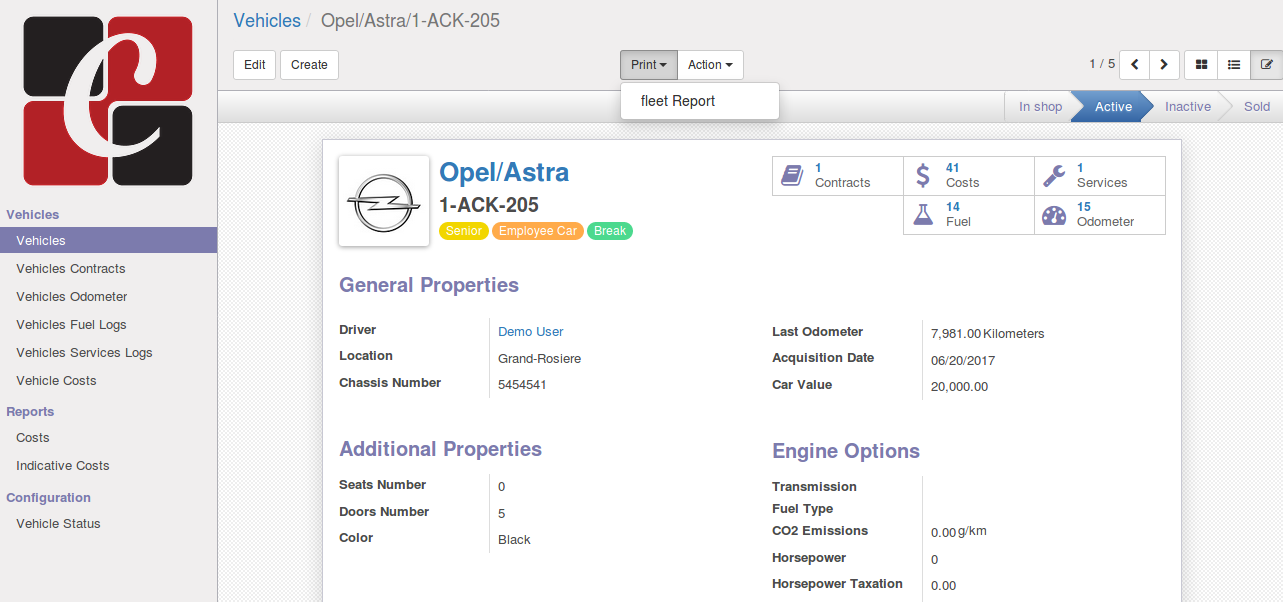 Vehicles / Opel/Astra/1-ACK-205
Edit Create Print Action 1 / 5
fleet Report
In shop Active Inactive Sold
C
Vehicles
Vehicles
Vehicles Contracts
Vehicles Odometer
Vehicles Fuel Logs
Vehicles Services Logs
Vehicle Costs
Reports
Costs
Indicative Costs
Configuration
Vehicle Status
Opel/Astra
1-ACK-205
Senior Employee Car Break
1 Contracts
$ 41 Costs
1 Services
14 Fuel
15 Odometer
General Properties
Driver Demo User
Location Grand-Rosiere
Chassis Number 5454541
Last Odometer 7,981.00 Kilometers
Acquisition Date 06/20/2017
Car Value 20,000.00
Additional Properties
Seats Number 0
Doors Number 5
Color Black
Engine Options
Transmission
Fuel Type
CO2 Emissions 0.00 g/km
Horsepower 0
Horsepower Taxation 0.00